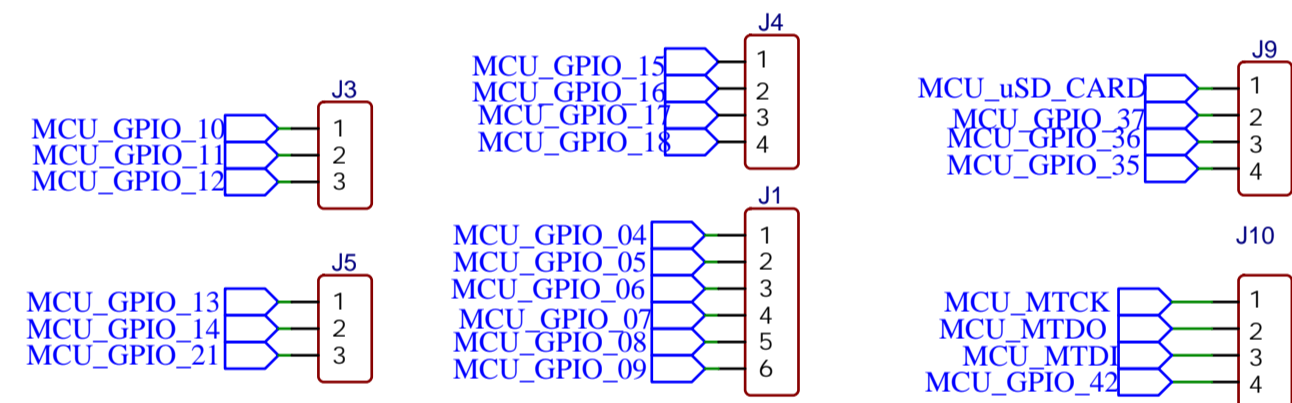 J3
MCU_GPIO_10 1
MCU_GPIO_11 2
MCU_GPIO_12 3
J5
MCU_GPIO_13 1
MCU_GPIO_14 2
MCU_GPIO_21 3
J4
MCU_GPIO_15 1
MCU_GPIO_16 2
MCU_GPIO_17 3
MCU_GPIO_18 4
J1
MCU_GPIO_04 1
MCU_GPIO_05 2
MCU_GPIO_06 3
MCU_GPIO_07 4
MCU_GPIO_08 5
MCU_GPIO_09 6
J9
MCU_uSD_CARD 1
MCU_GPIO_37 2
MCU_GPIO_36 3
MCU_GPIO_35 4
J10
MCU_MTCK 1
MCU_MTDO 2
MCU_MTDI 3
MCU_GPIO_42 4